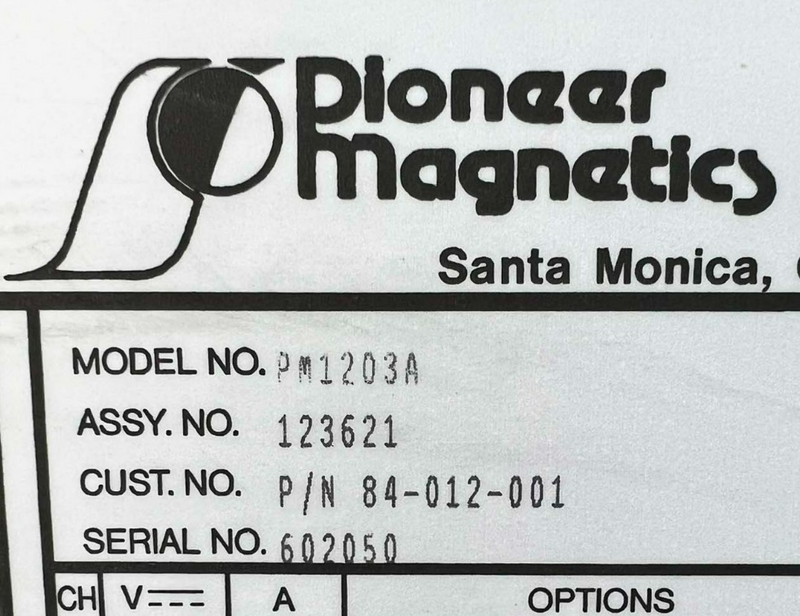 Pioneer
Magnetics
Santa Monica,
MODEL NO. PM1203A
ASSY. NO. 123621
CUST. NO. P/N 84-012-001
SERIAL NO. 602050
CH V A OPTIONS